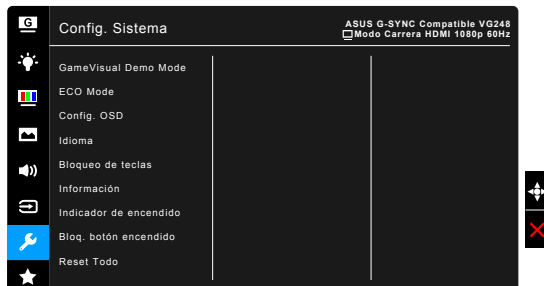 G
Config. Sistema
ASUS G-SYNC Compatible VG248
Modo Carrera HDMI 1080p 60Hz
GameVisual Demo Mode
ECO Mode
Config. OSD
Idioma
Bloqueo de teclas
Información
Indicador de encendido
Bloq. botón encendido
Reset Todo